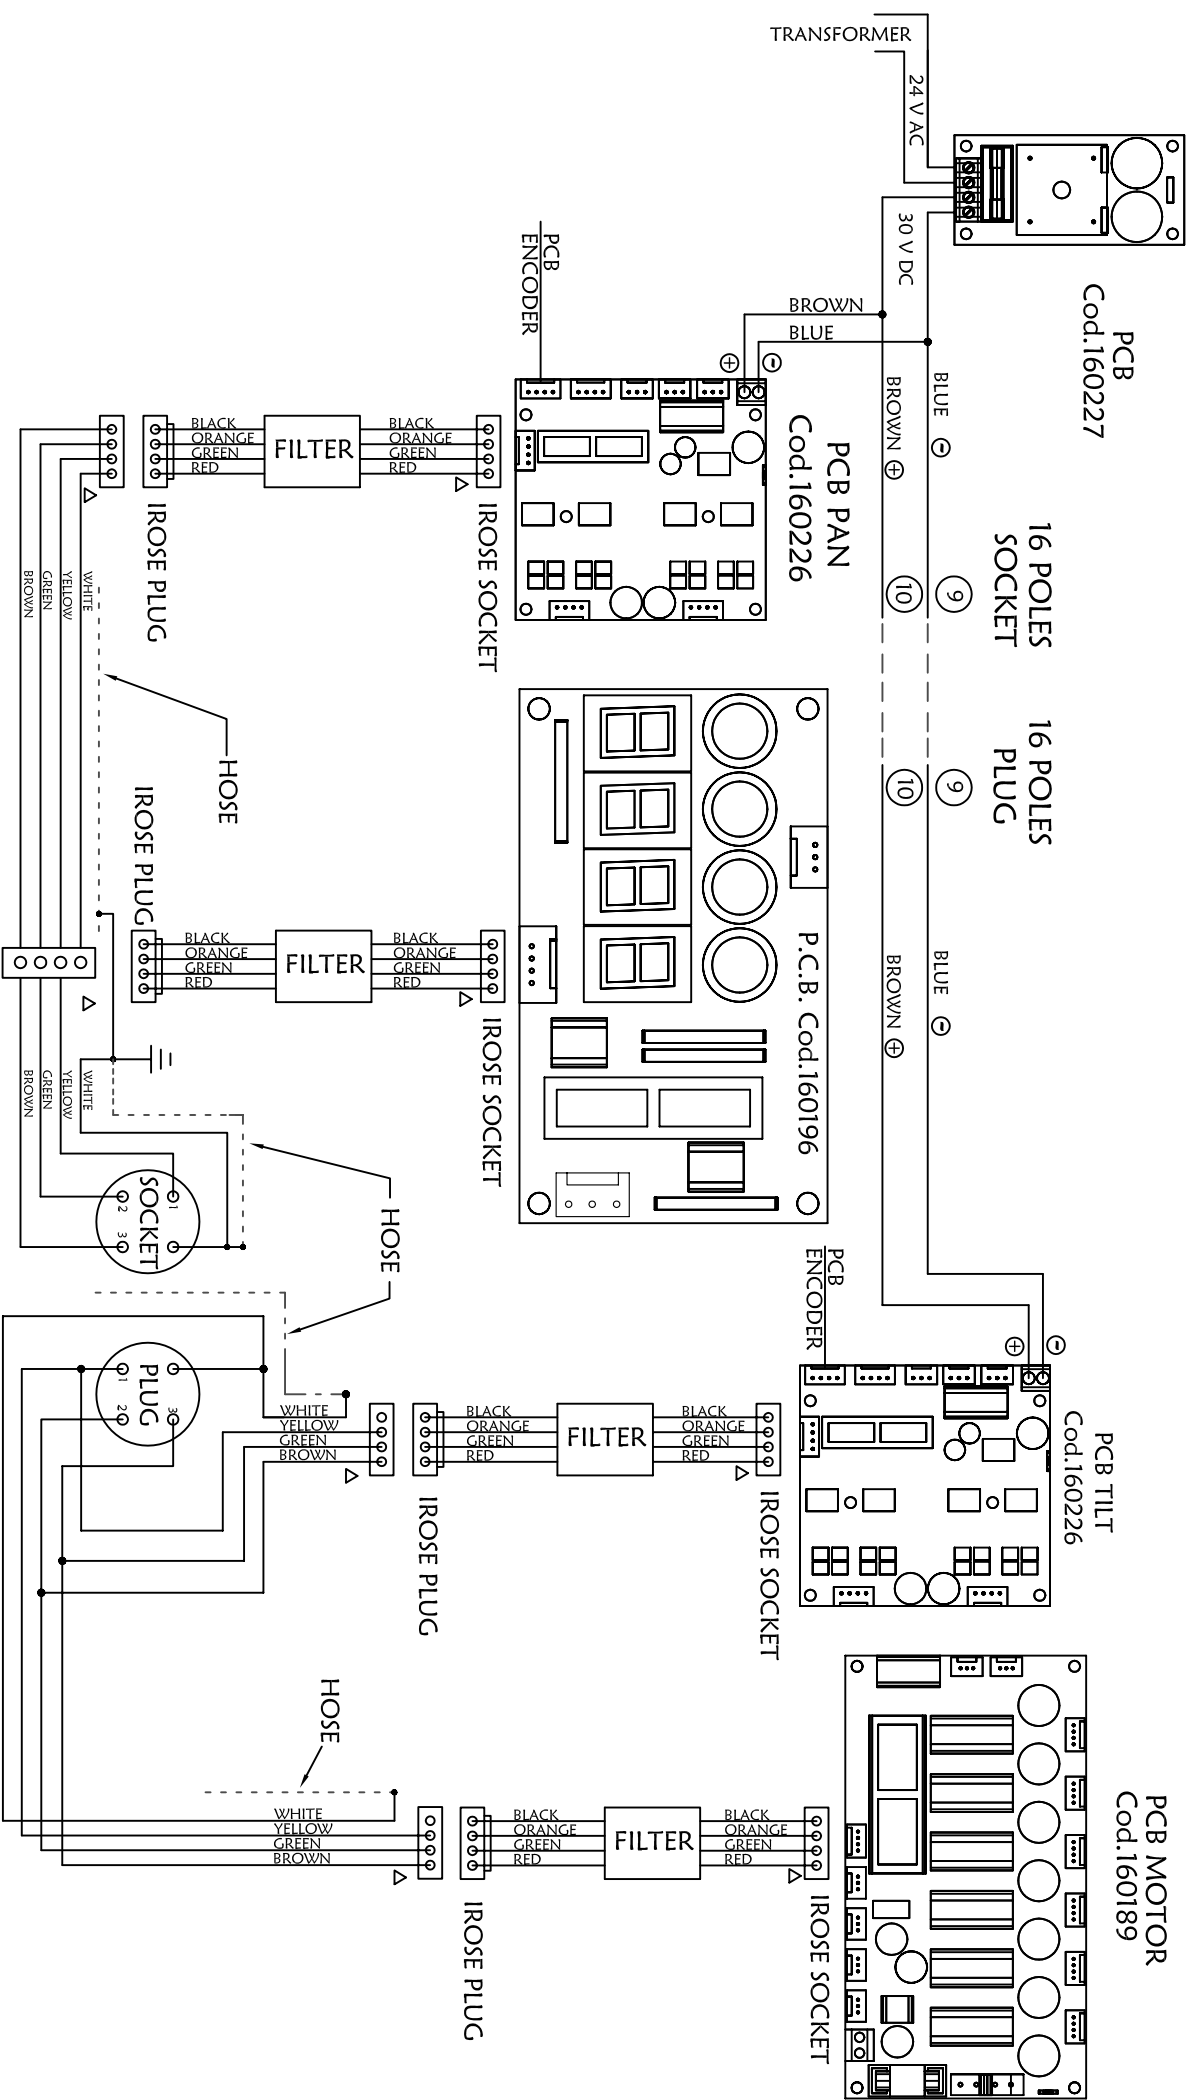 TRANSFORMER
24 V AC
30 V DC
PCB
Cod.160227
PCB
ENCODER
BROWN
BLUE
+
-
BLUE -
BROWN +
PCB PAN
Cod.160226
16 POLES
SOCKET
9
10
16 POLES
PLUG
9
10
BLUE -
BROWN +
BLACK
ORANGE
GREEN
RED
FILTER
BLACK
ORANGE
GREEN
RED
IROSE PLUG
IROSE SOCKET
WHITE
YELLOW
GREEN
BROWN
HOSE
P.C.B. Cod.160196
IROSE PLUG
BLACK
ORANGE
GREEN
RED
FILTER
BLACK
ORANGE
GREEN
RED
IROSE SOCKET
WHITE
YELLOW
GREEN
BROWN
SOCKET
1
2
3
HOSE
PCB
ENCODER
+
-
PCB TILT
Cod.160226
PLUG
1
2
3
WHITE
YELLOW
GREEN
BROWN
BLACK
ORANGE
GREEN
RED
FILTER
BLACK
ORANGE
GREEN
RED
IROSE PLUG
IROSE SOCKET
HOSE
PCB MOTOR
Cod.160189
WHITE
YELLOW
GREEN
BROWN
BLACK
ORANGE
GREEN
RED
FILTER
BLACK
ORANGE
GREEN
RED
IROSE PLUG
IROSE SOCKET